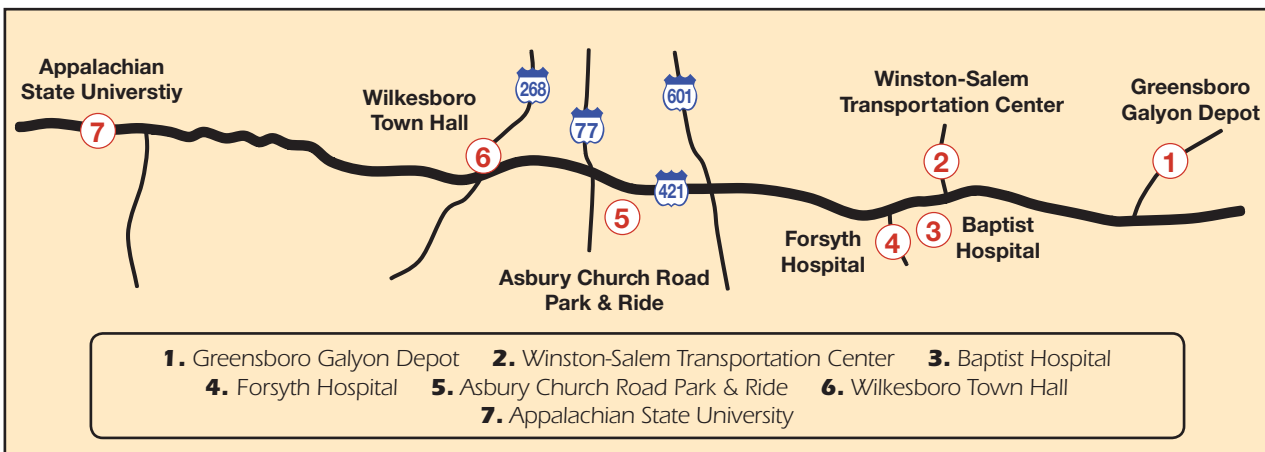 Appalachian
State Universtiy
7
Wilkesboro
Town Hall
6
268
77
601
421
5
Asbury Church Road
Park & Ride
Winston-Salem
Transportation Center
2
Greensboro
Galyon Depot
1
Forsyth
Hospital
4
3
Baptist
Hospital
1. Greensboro Galyon Depot 2. Winston-Salem Transportation Center 3. Baptist Hospital
4. Forsyth Hospital 5. Asbury Church Road Park & Ride 6. Wilkesboro Town Hall
7. Appalachian State University